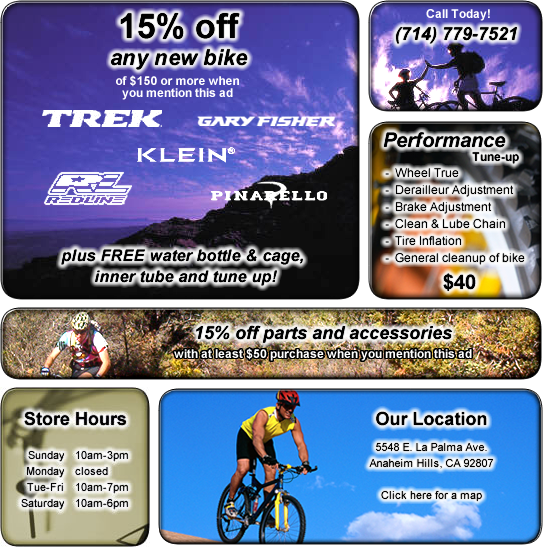 15% off
any new bike
of $150 or more when
you mention this ad
TREK
GARY FISHER
KLEIN®
RL
REDLINE
PINARELLO
plus FREE water bottle & cage,
inner tube and tune up!
Call Today!
(714) 779-7521
Performance
Tune-up
- Wheel True
- Derailleur Adjustment
- Brake Adjustment
- Clean & Lube Chain
- Tire Inflation
- General cleanup of bike
$40
15% off parts and accessories
with at least $50 purchase when you mention this ad
Store Hours
Sunday 10am-3pm
Monday closed
Tue-Fri 10am-7pm
Saturday 10am-6pm
Our Location
5548 E. La Palma Ave.
Anaheim Hills, CA 92807
Click here for a map